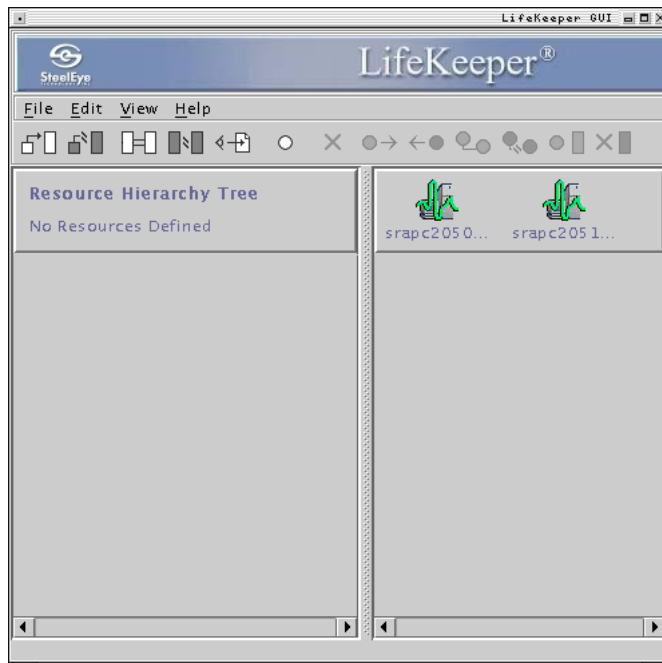 LifeKeeper GUI
SteelEye
LifeKeeper®
File Edit View Help
Resource Hierarchy Tree
No Resources Defined
srapc2050...
srapc2051...